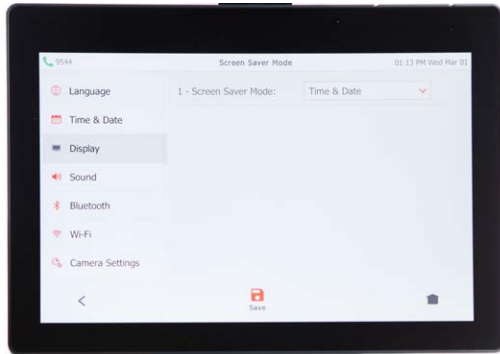 9544 Screen Saver Mode 01 13 PM Wed Mar 01
Language
1 - Screen Saver Mode: Time & Date
Time & Date
Display
Sound
Bluetooth
Wi-Fi
Camera Settings
Save